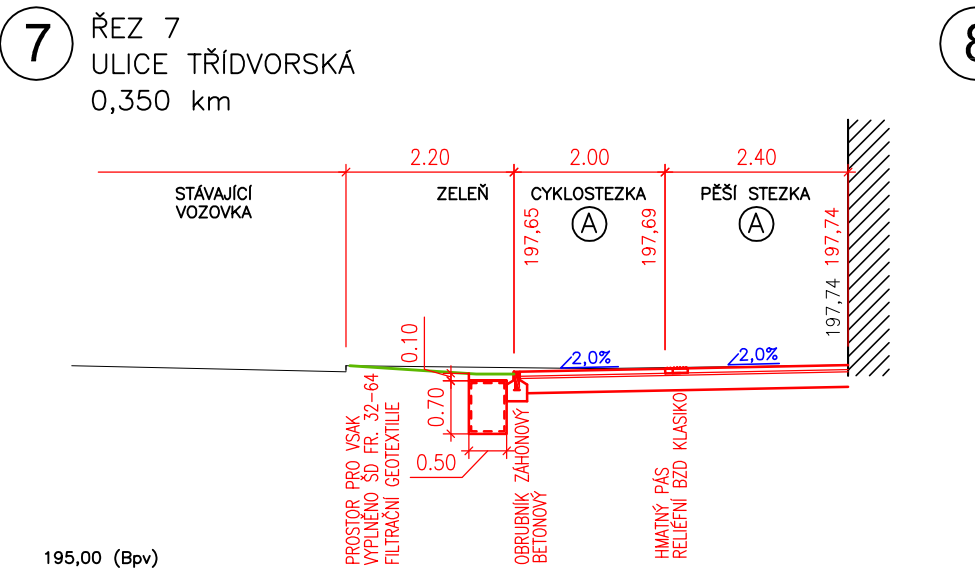 7
ŘEZ 7
ULICE TŘÍDVORSKÁ
0,350 km
8
2.20
2.00
2.40
STÁVAJÍCÍ
VOZOVKA
ZELEŇ
CYKLOSTEZKA
A
PĚŠÍ STEZKA
A
197,65
197,69
197,74
197,74
0.10
2,0%
2,0%
0.70
0.50
PROSTOR PRO VSAK
VYPLNĚNO ŠD FR. 32-64
FILTRAČNÍ GEOTEXTILIE
OBRUBNÍK ZÁHONOVÝ
BETONOVÝ
HMATNÝ PÁS
RELIÉFNÍ BZD KLASIKO
195,00 (Bpv)